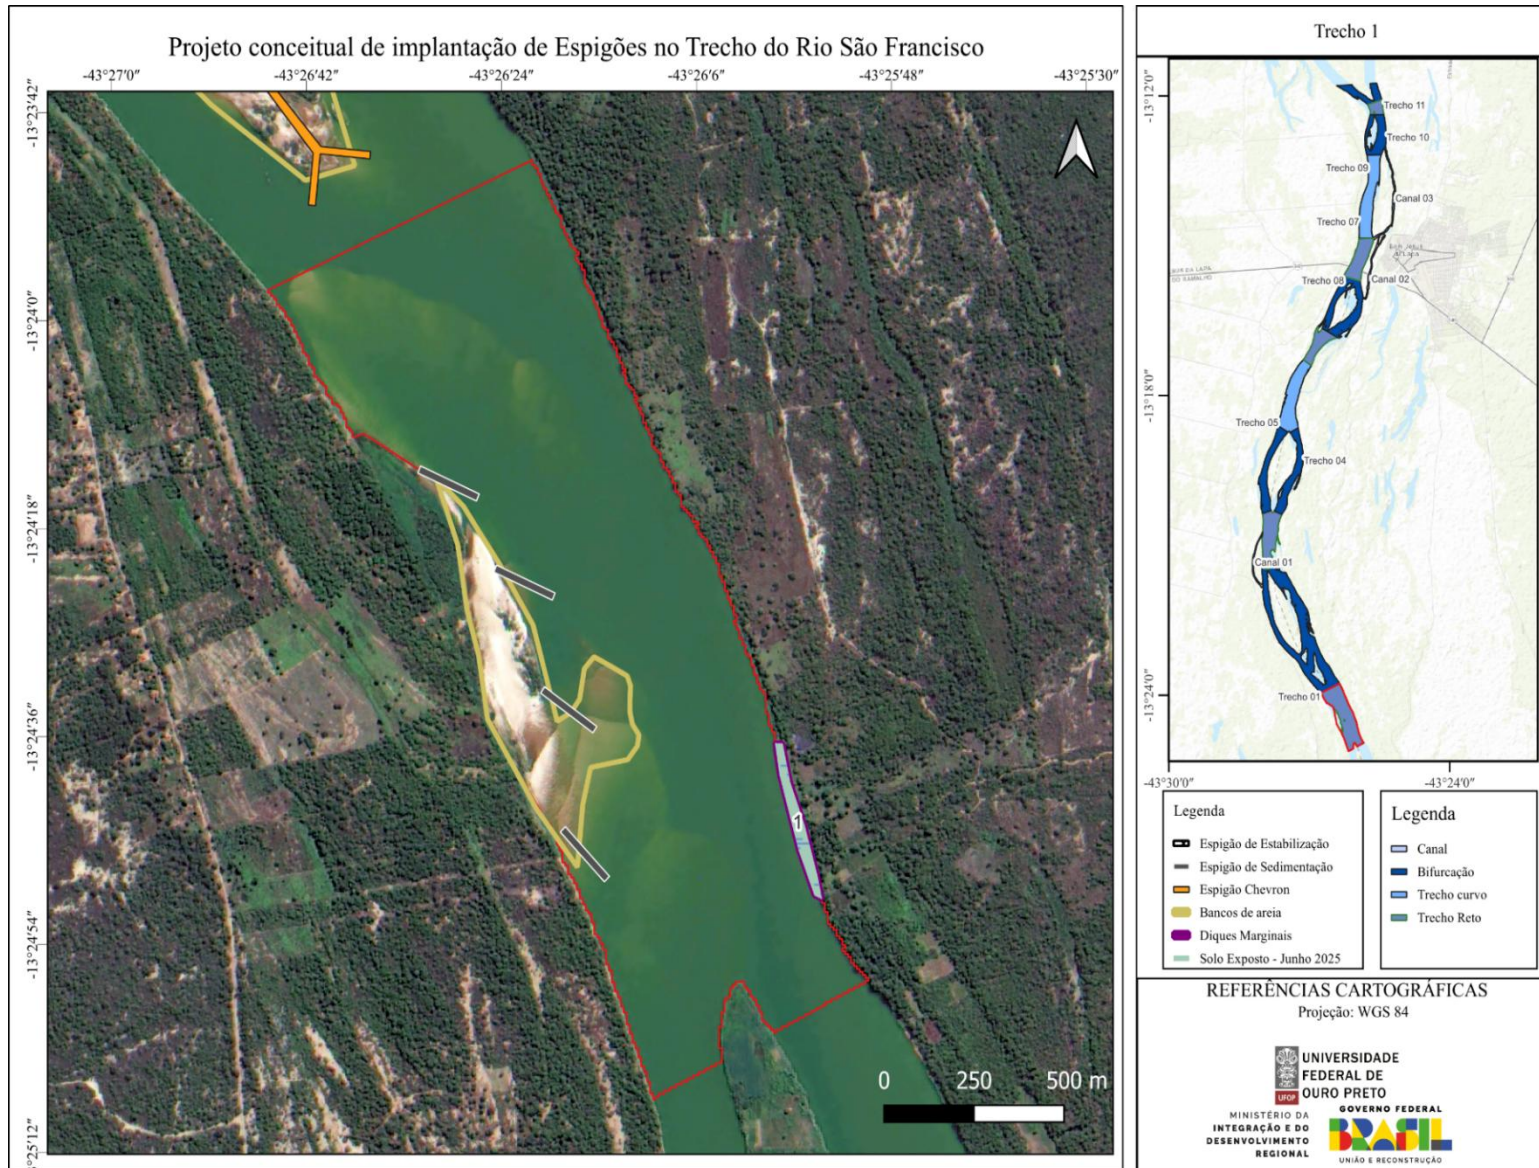 Projeto conceitual de implantação de Espigões no Trecho do Rio São Francisco
-43°27'0"
-43°26'42"
-43°26'24"
-43°26'6"
-43°25'48"
-43°25'30"
-13°23'42"
-13°24'0"
-13°24'18"
-13°24'36"
-13°24'54"
1
0 250 500 m
Trecho 1
-13°12'0"
-13°18'0"
-13°24'0"
-43°30'0"
-43°24'0"
Trecho 11
Trecho 10
Trecho 09
Canal 03
Trecho 07
Trecho 08
Canal 02
Trecho 05
Trecho 04
Canal 01
Trecho 01
Legenda
Espigão de Estabilização
Espigão de Sedimentação
Espigão Chevron
Bancos de areia
Diques Marginais
Solo Exposto - Junho 2025
Legenda
Canal
Bifurcação
Trecho curvo
Trecho Reto
REFERÊNCIAS CARTOGRÁFICAS
Projeção: WGS 84
UFOP
UNIVERSIDADE
FEDERAL DE
OURO PRETO
MINISTÉRIO DA
INTEGRAÇÃO E DO
DESENVOLVIMENTO
REGIONAL
GOVERNO FEDERAL
BRASIL
UNIÃO E RECONSTRUÇÃO